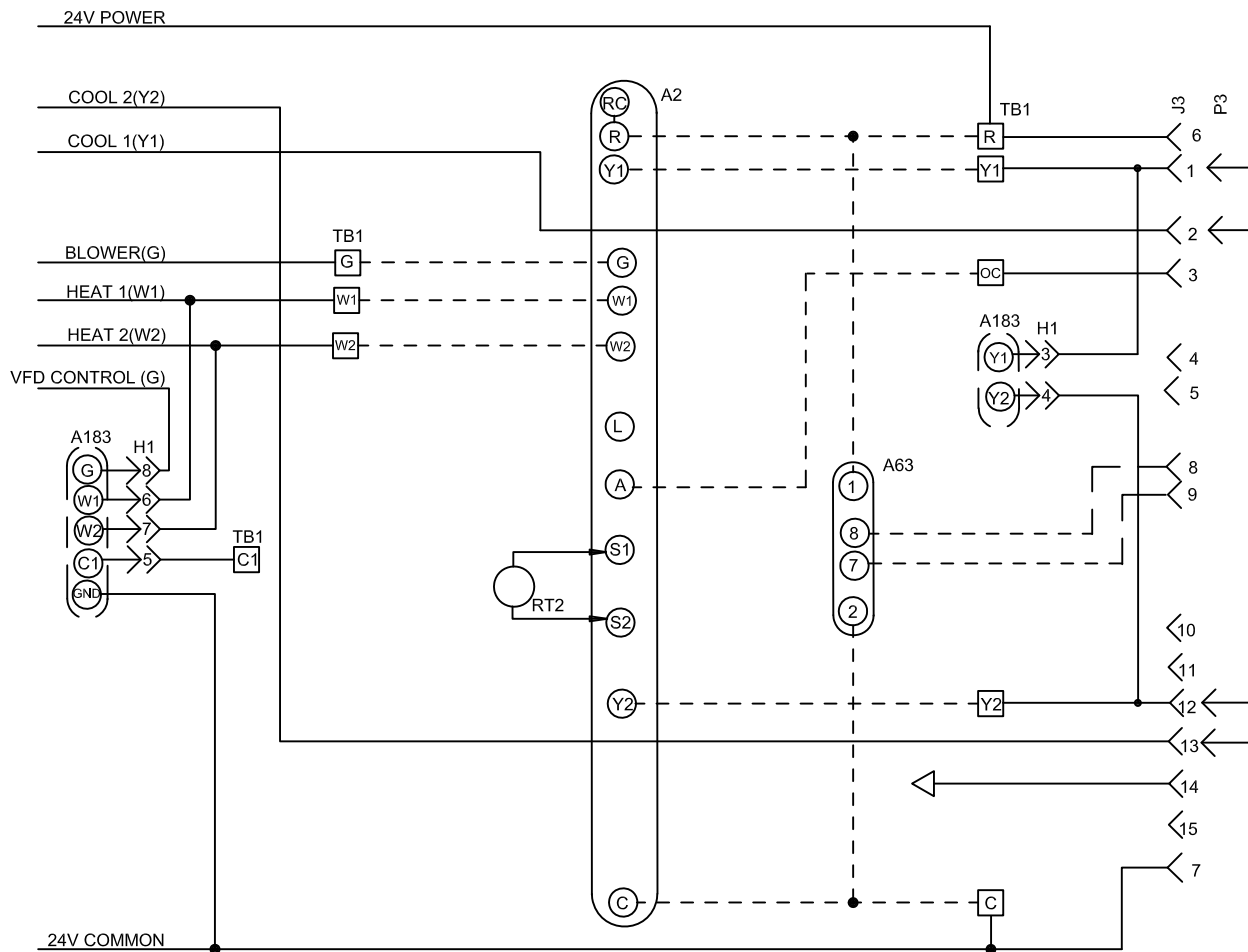 24V POWER
COOL 2(Y2)
COOL 1(Y1)
A2
RC
R
Y1
TB1
R
Y1
J3
P3
6
1
2
BLOWER(G)
TB1
G
G
HEAT 1(W1)
W1
W1
OC
3
HEAT 2(W2)
W2
W2
A183
H1
Y1
3
4
Y2
4
5
VFD CONTROL (G)
L
A183
H1
G
8
W1
6
W2
7
C1
5
TB1
C1
GND
A
A63
1
8
7
2
8
9
S1
RT2
S2
10
11
Y2
Y2
12
13
14
15
7
C
C
24V COMMON